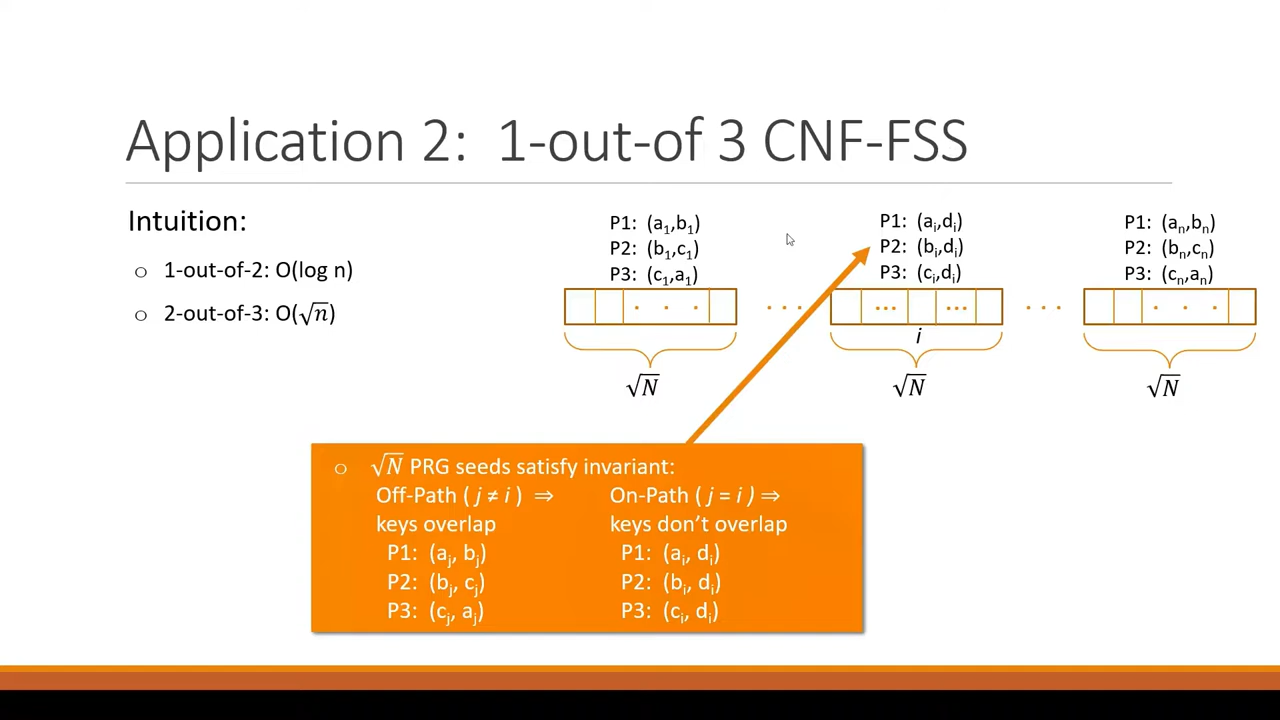 Application 2: 1-out-of 3 CNF-FSS
Intuition:
o 1-out-of-2: O(log n)
o 2-out-of-3: O(√n)
P1: (a₁,b₁)
P2: (b₁,c₁)
P3: (c₁,a₁)
. . .
√N
. . .
P1: (aᵢ,dᵢ)
P2: (bᵢ,dᵢ)
P3: (cᵢ,dᵢ)
... ...
i
√N
. . .
P1: (aₙ,bₙ)
P2: (bₙ,cₙ)
P3: (cₙ,aₙ)
. . .
√N
o √N PRG seeds satisfy invariant:
Off-Path ( j ≠ i ) ⇒
keys overlap
P1: (aⱼ, bⱼ)
P2: (bⱼ, cⱼ)
P3: (cⱼ, aⱼ)
On-Path ( j = i ) ⇒
keys don’t overlap
P1: (aᵢ, dᵢ)
P2: (bᵢ, dᵢ)
P3: (cᵢ, dᵢ)